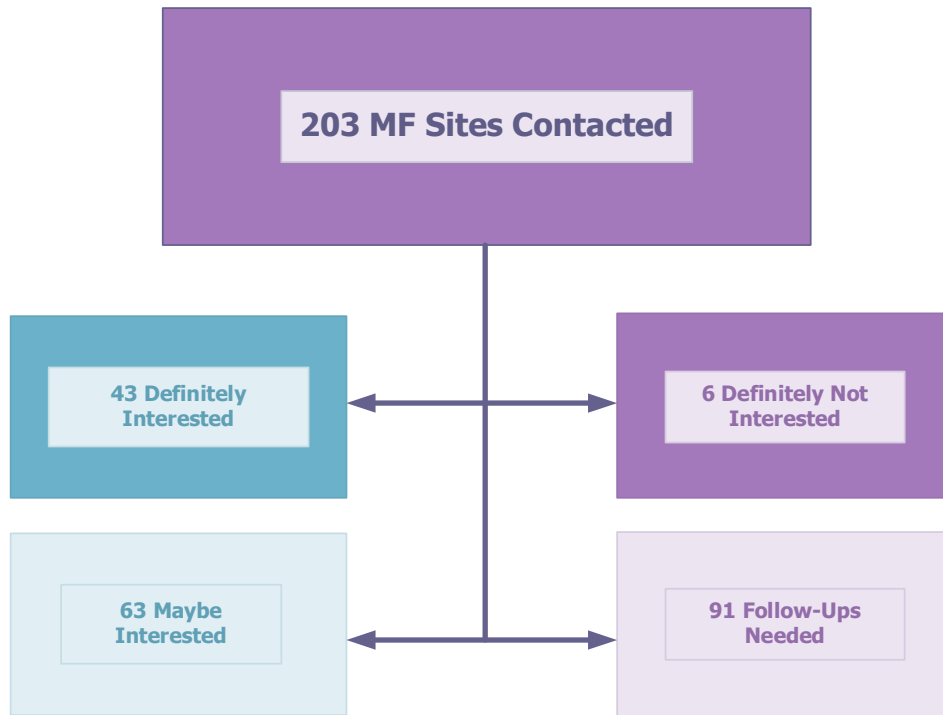 203 MF Sites Contacted
43 Definitely
Interested
6 Definitely Not
Interested
63 Maybe
Interested
91 Follow-Ups
Needed